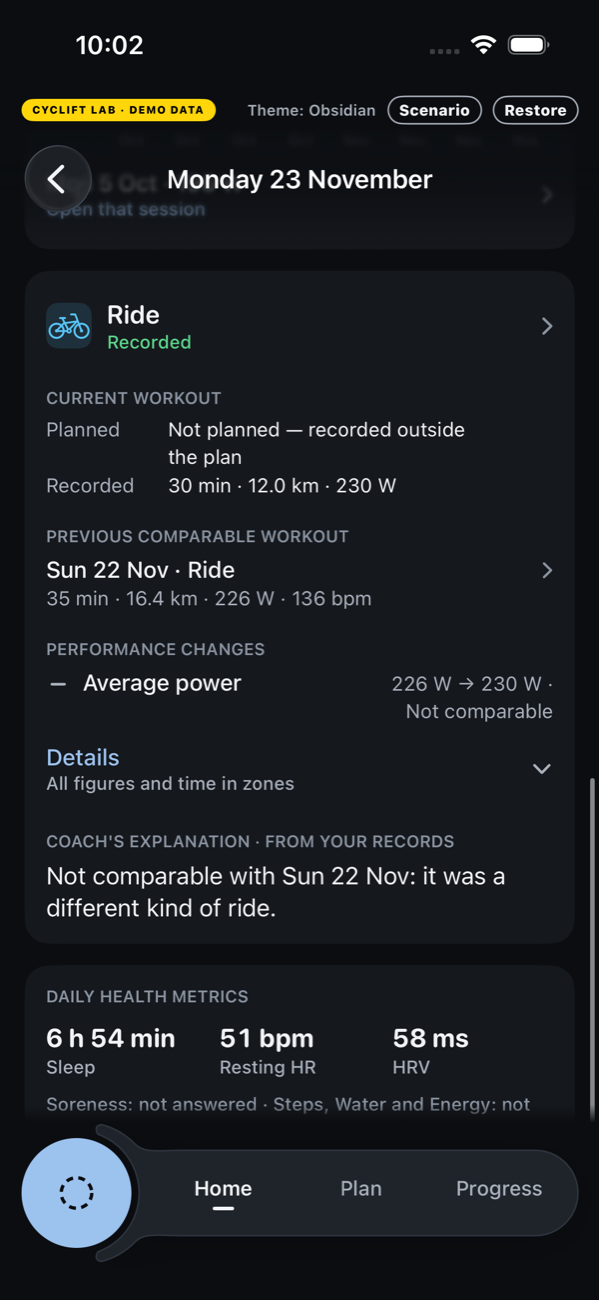 10:02
CYCLIFT LAB · DEMO DATA
Theme: Obsidian
Scenario
Restore
Monday 23 November
5 Oct
Open that session
Ride
Recorded
CURRENT WORKOUT
Planned
Not planned — recorded outside
the plan
Recorded
30 min · 12.0 km · 230 W
PREVIOUS COMPARABLE WORKOUT
Sun 22 Nov · Ride
35 min · 16.4 km · 226 W · 136 bpm
PERFORMANCE CHANGES
— Average power
226 W → 230 W ·
Not comparable
Details
All figures and time in zones
COACH'S EXPLANATION · FROM YOUR RECORDS
Not comparable with Sun 22 Nov: it was a
different kind of ride.
DAILY HEALTH METRICS
6 h 54 min
51 bpm
58 ms
Sleep
Resting HR
HRV
Soreness: not answered · Steps, Water and Energy: not
Home
Plan
Progress